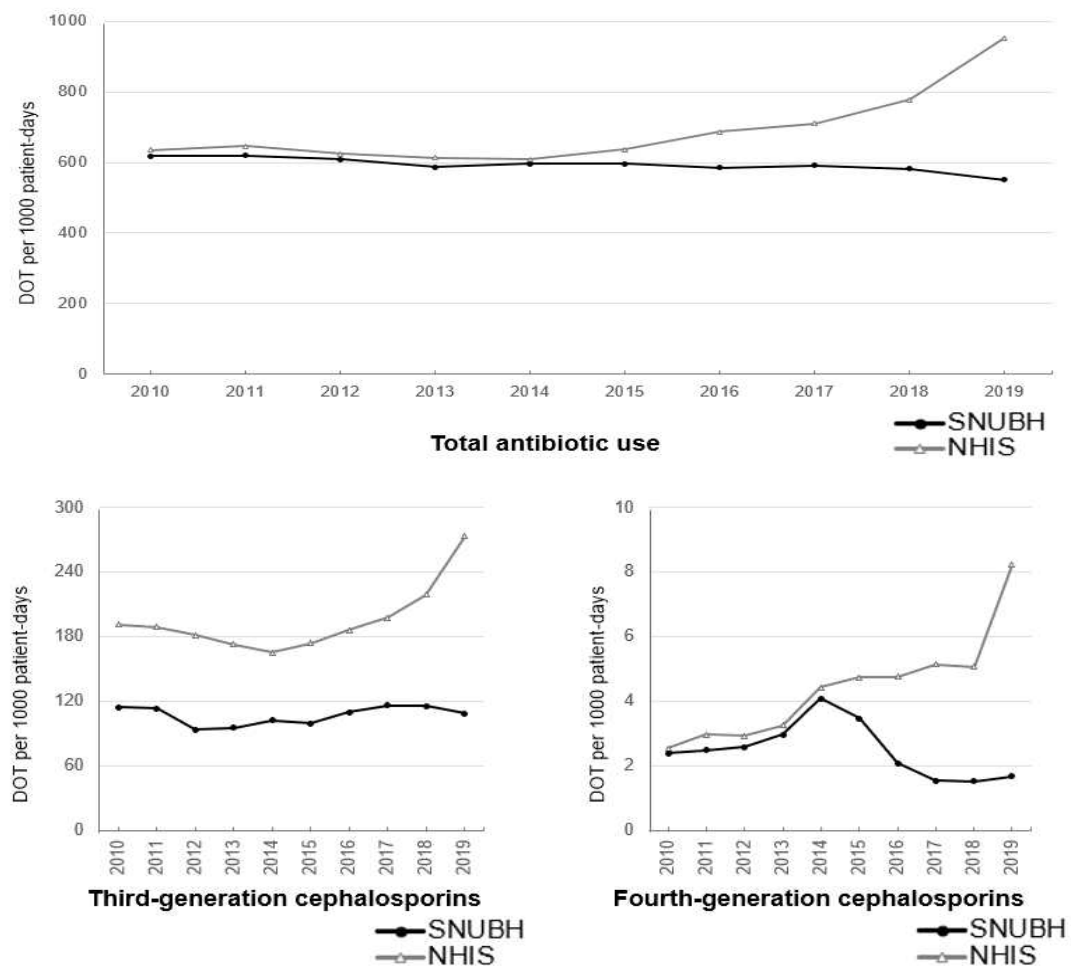 DOT per 1000 patient-days
1000
800
600
400
200
0
2010 2011 2012 2013 2014 2015 2016 2017 2018 2019
Total antibiotic use
SNUBH
NHIS
DOT per 1000 patient-days
300
240
180
120
60
0
2010 2011 2012 2013 2014 2015 2016 2017 2018 2019
Third-generation cephalosporins
SNUBH
NHIS
DOT per 1000 patient-days
10
8
6
4
2
0
2010 2011 2012 2013 2014 2015 2016 2017 2018 2019
Fourth-generation cephalosporins
SNUBH
NHIS